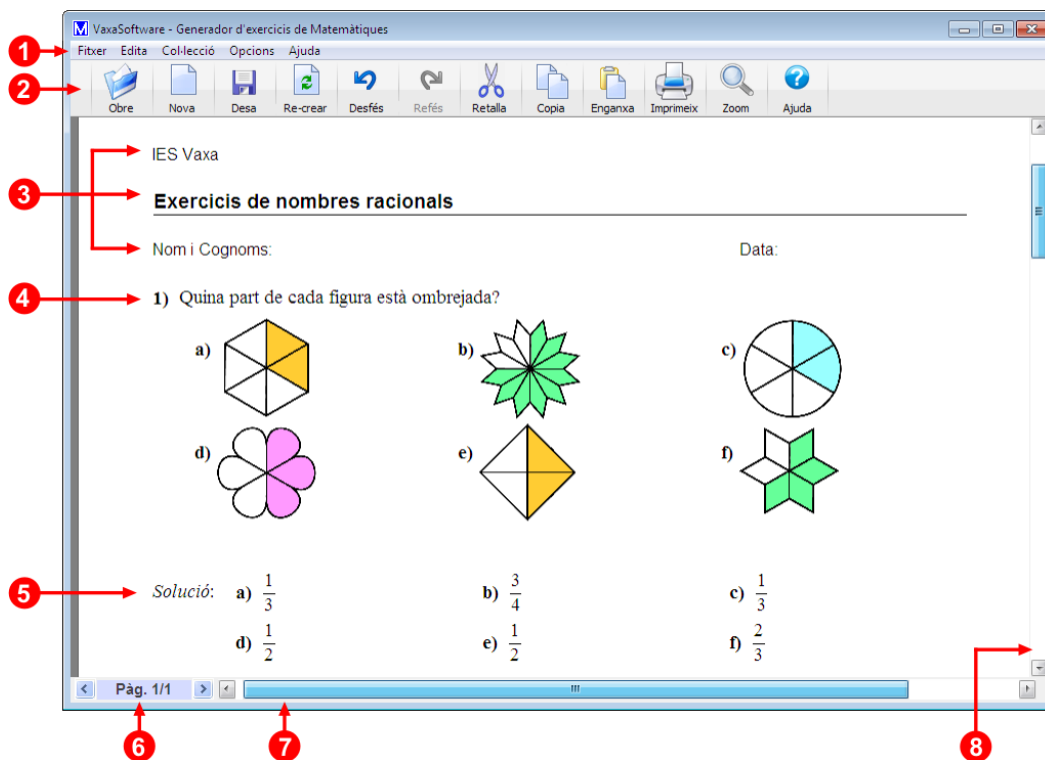 VaxaSoftware - Generador d'exercicis de Matemàtiques
1 Fitxer Edita Col·lecció Opcions Ajuda
2 Obre Nova Desa Re-crear Desfés Refés Retalla Copia Enganxa Imprimeix Zoom Ajuda
IES Vaxa
3 Exercicis de nombres racionals
Nom i Cognoms: Data:
4 1) Quina part de cada figura està ombrejada?
a) b) c)
d) e) f)
5 Solució: a) 1/3 b) 3/4 c) 1/3
d) 1/2 e) 1/2 f) 2/3
Pàg. 1/1
6 7 8